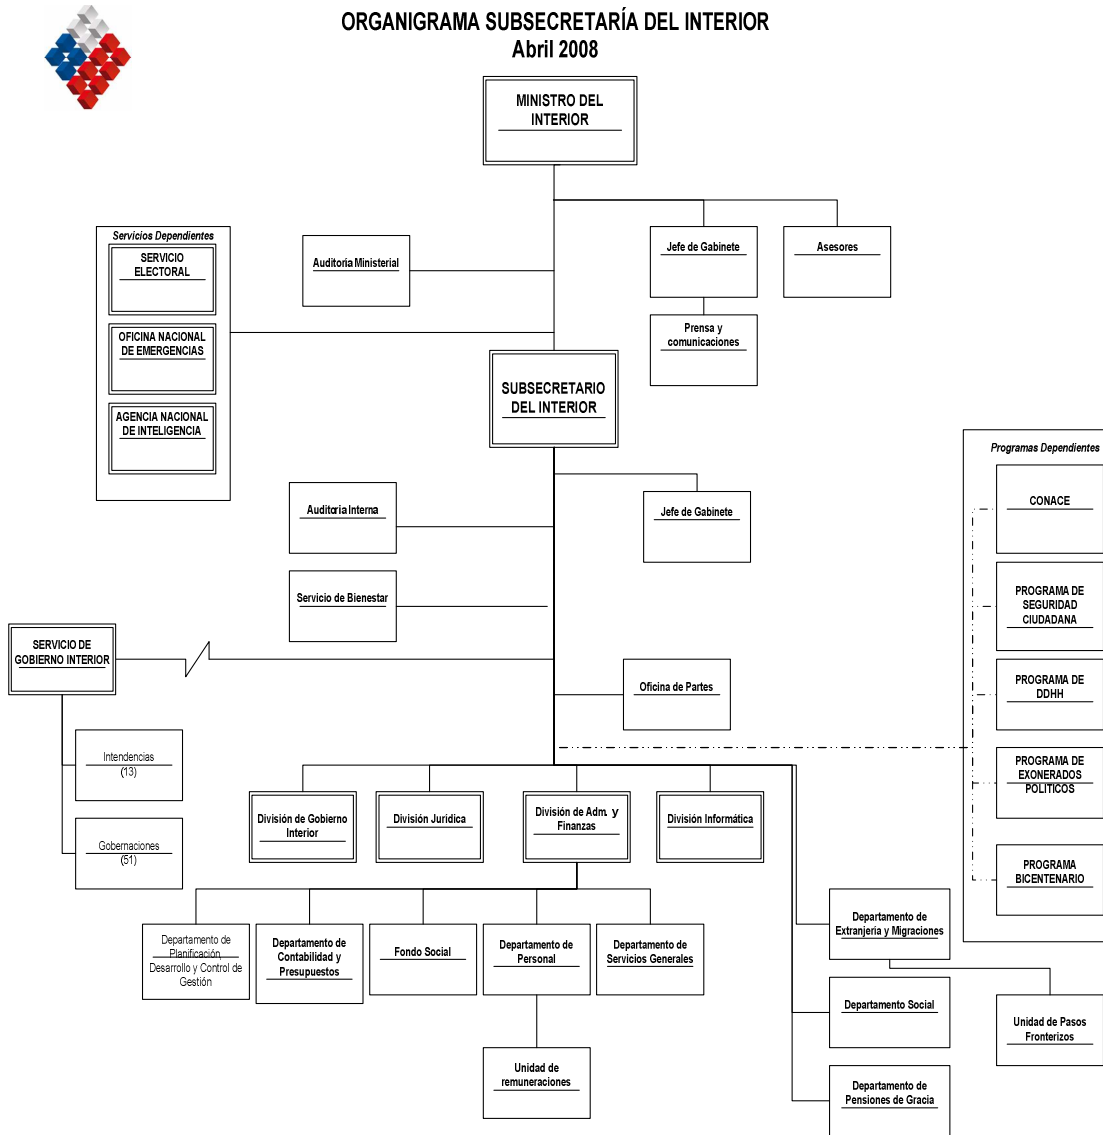 ORGANIGRAMA SUBSECRETARÍA DEL INTERIOR
Abril 2008
MINISTRO DEL
INTERIOR
Servicios Dependientes
SERVICIO
ELECTORAL
OFICINA NACIONAL
DE EMERGENCIAS
AGENCIA NACIONAL
DE INTELIGENCIA
Auditoria Ministerial
Jefe de Gabinete
Asesores
Prensa y
comunicaciones
SUBSECRETARIO
DEL INTERIOR
Auditoria Interna
Jefe de Gabinete
Servicio de Bienestar
SERVICIO DE
GOBIERNO INTERIOR
Intendencias
(13)
Gobernaciones
(51)
Oficina de Partes
Programas Dependientes
CONACE
PROGRAMA DE
SEGURIDAD
CIUDADANA
PROGRAMA DE
DDHH
PROGRAMA DE
EXONERADOS
POLITICOS
PROGRAMA
BICENTENARIO
División de Gobierno
Interior
División Jurídica
División de Adm. y
Finanzas
División Informática
Departamento de
Planificación,
Desarrollo y Control de
Gestión
Departamento de
Contabilidad y
Presupuestos
Fondo Social
Departamento de
Personal
Departamento de
Servicios Generales
Unidad de
remuneraciones
Departamento de
Extranjería y Migraciones
Departamento Social
Unidad de Pasos
Fronterizos
Departamento de
Pensiones de Gracia